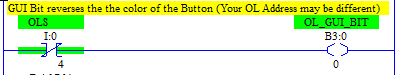 GUI Bit reverses the the color of the Button (Your OL Address may be different)
OLS OL_GUI_BIT
I:0 B3:0
4 0